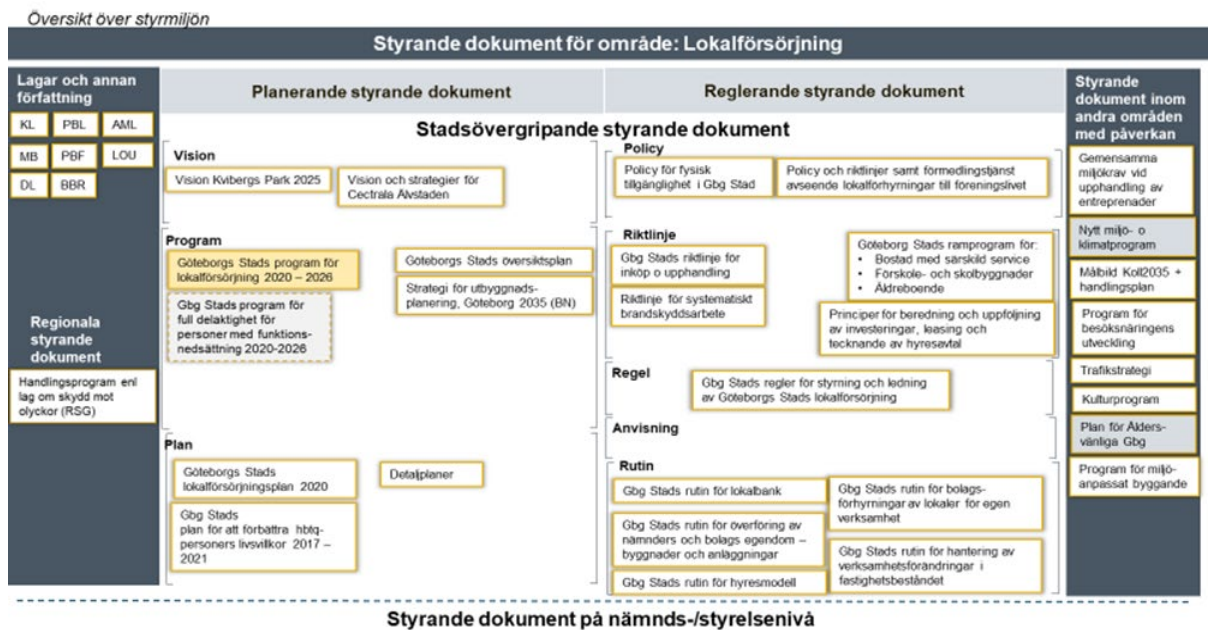 Översikt över styrmiljön
Styrande dokument för område: Lokalförsörjning
Lagar och annan
författning
KL
PBL
AML
MB
PBF
LOU
DL
BBR
Regionala
styrande
dokument
Handlingsprogram enl
lag om skydd mot
olyckor (RSG)
Planerande styrande dokument
Reglerande styrande dokument
Stadsövergripande styrande dokument
Vision
Vision Kvibergs Park 2025
Vision och strategier för
Cectrala Älvstaden
Program
Göteborgs Stads program för
lokalförsörjning 2020 – 2026
Gbg Stads program för
full delaktighet för
personer med funktions-
nedsättning 2020-2026
Göteborgs Stads översiktsplan
Strategi för utbyggnads-
planering, Göteborg 2035 (BN)
Plan
Göteborgs Stads
lokalförsörjningsplan 2020
Gbg Stads
plan för att förbättra hbtq-
personers livsvillkor 2017 –
2021
Detaljplaner
Policy
Policy för fysisk
tillgänglighet i Gbg Stad
Policy och riktlinjer samt förmedlingstjänst
avseende lokalförhyrningar till föreningslivet
Riktlinje
Gbg Stads riktlinje för
inköp o upphandling
Riktlinje för systematiskt
brandskyddsarbete
Göteborg Stads ramprogram för:
• Bostad med särskild service
• Förskole- och skolbyggnader
• Äldreboende
Principer för beredning och uppföljning
av investeringar, leasing och
tecknande av hyresavtal
Regel
Gbg Stads regler för styrning och ledning
av Göteborgs Stads lokalförsörjning
Anvisning
Rutin
Gbg Stads rutin för lokalbank
Gbg Stads rutin för överföring av
nämnders och bolags egendom –
byggnader och anläggningar
Gbg Stads rutin för hyresmodell
Gbg Stads rutin för bolags-
förhyrningar av lokaler för egen
verksamhet
Gbg Stads rutin för hantering av
verksamhetsförändringar i
fastighetsbeståndet
Styrande
dokument inom
andra områden
med påverkan
Gemensamma
miljökrav vid
upphandling av
entreprenader
Nytt miljö- o
klimatprogram
Målbild Koll2035 +
handlingsplan
Program för
besöksnäringens
utveckling
Trafikstrategi
Kulturprogram
Plan för Ålders-
vänliga Gbg
Program för miljö-
anpassat byggande
Styrande dokument på nämnds-/styrelsenivå